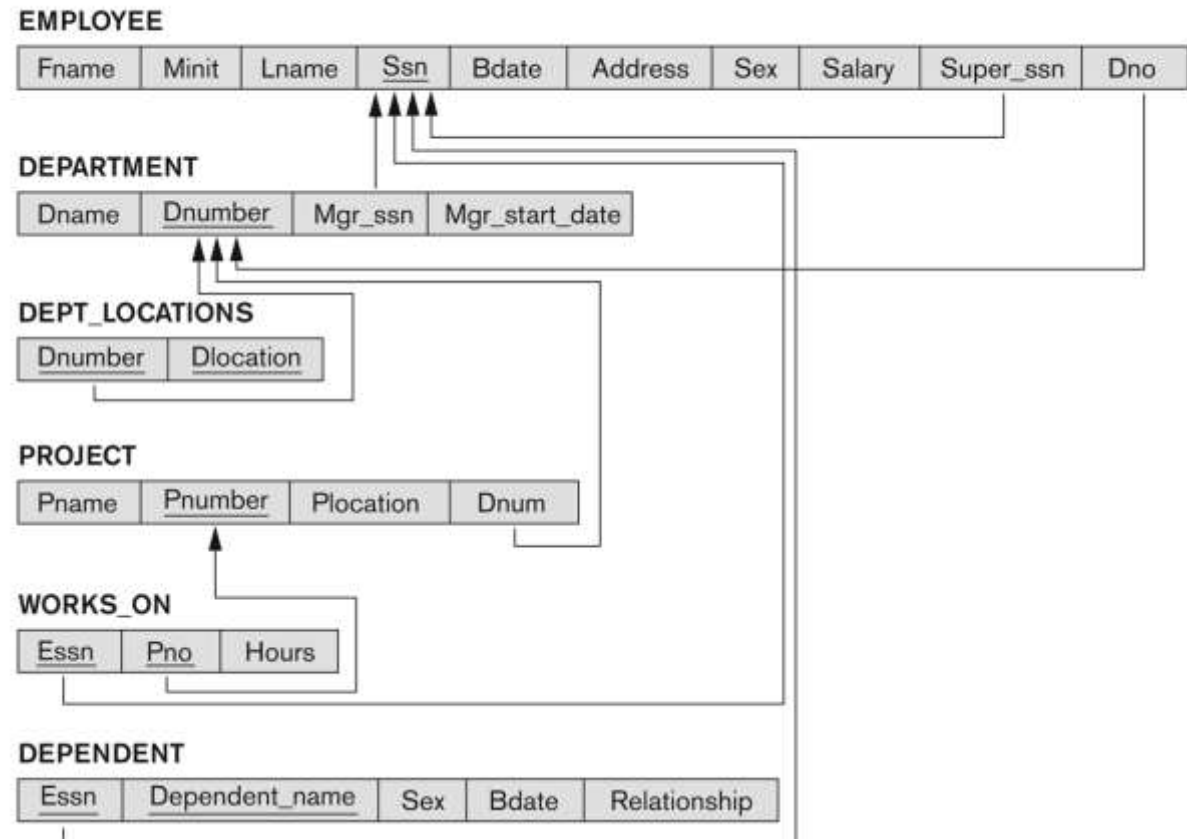 EMPLOYEE
Fname Minit Lname Ssn Bdate Address Sex Salary Super_ssn Dno
DEPARTMENT
Dname Dnumber Mgr_ssn Mgr_start_date
DEPT_LOCATIONS
Dnumber Dlocation
PROJECT
Pname Pnumber Plocation Dnum
WORKS_ON
Essn Pno Hours
DEPENDENT
Essn Dependent_name Sex Bdate Relationship